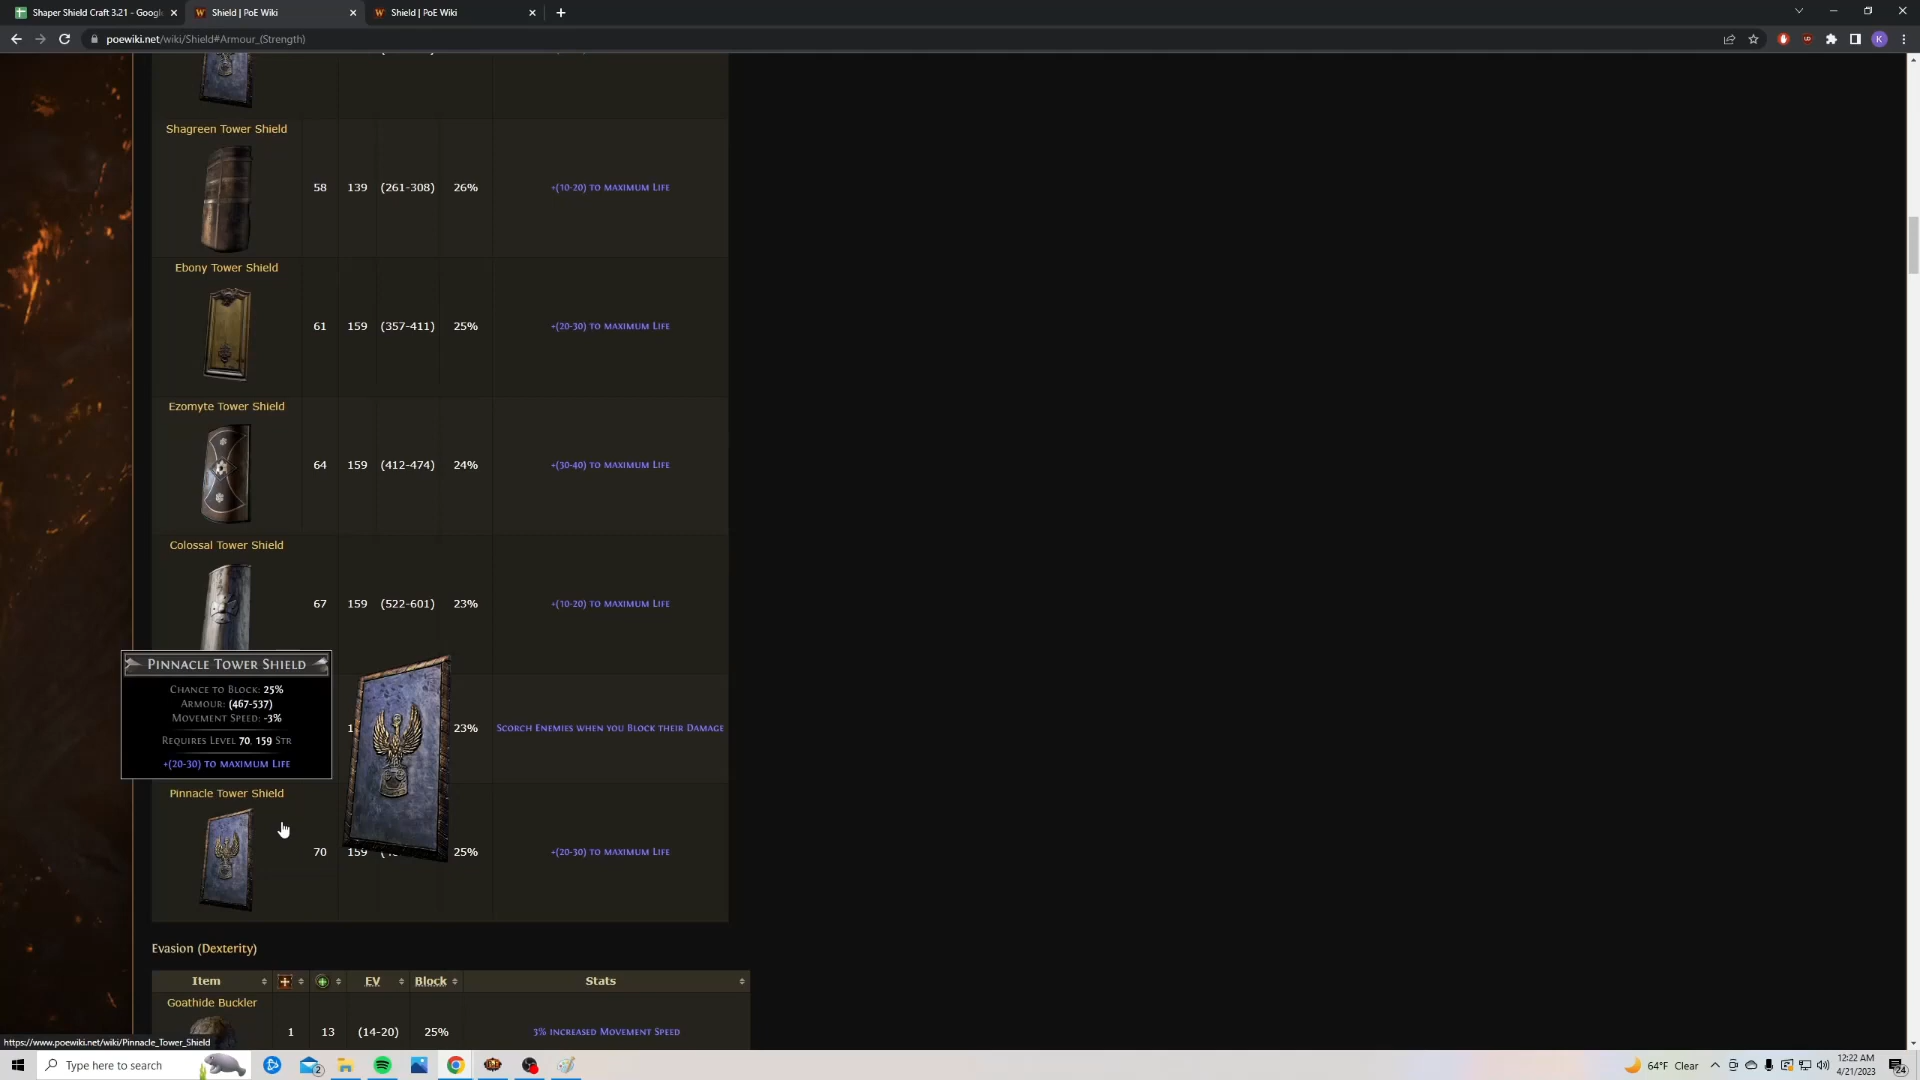 Shaper Shield Craft 3.21 - Googl
Shield | PoE Wiki
Shield | PoE Wiki
poewiki.net/wiki/Shield#Armour_(Strength)
K
Shagreen Tower Shield
58 139 (261-308) 26% +(10-20) to maximum Life
Ebony Tower Shield
61 159 (357-411) 25% +(20-30) to maximum Life
Ezomyte Tower Shield
64 159 (412-474) 24% +(30-40) to maximum Life
Colossal Tower Shield
67 159 (522-601) 23% +(10-20) to maximum Life
Pinnacle Tower Shield
Chance to Block: 25%
Armour: (467-537)
Movement Speed: -3%
Requires Level 70, 159 Str
+(20-30) to maximum Life
1 23% Scorch Enemies when you Block their Damage
Pinnacle Tower Shield
70 159 25% +(20-30) to maximum Life
Evasion (Dexterity)
Item EV Block Stats
Goathide Buckler
1 13 (14-20) 25% 3% increased Movement Speed
https://www.poewiki.net/wiki/Pinnacle_Tower_Shield
Type here to search
2
64°F Clear
12:22 AM
4/21/2023
24